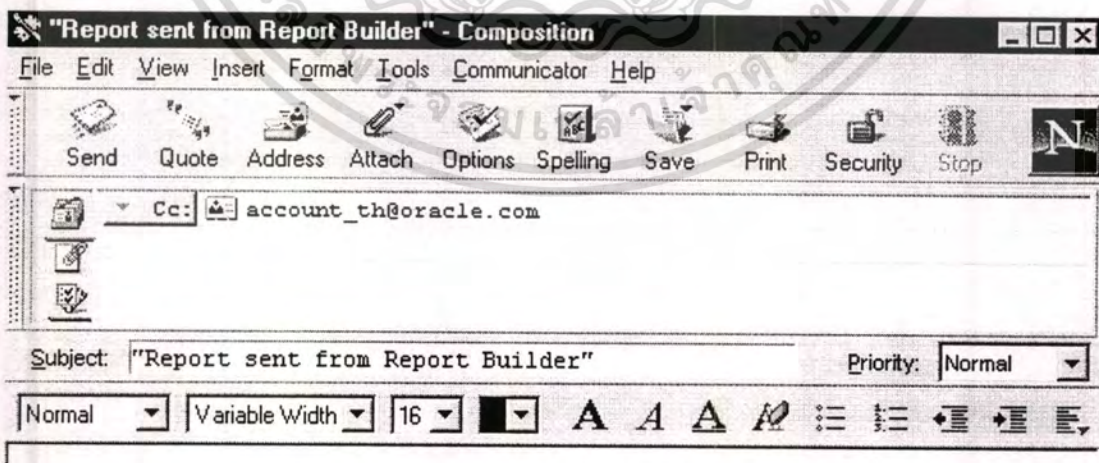 "Report sent from Report Builder" - Composition
File Edit View Insert Format Tools Communicator Help
Send Quote Address Attach Options Spelling Save Print Security Stop N
Cc: account_th@oracle.com
Subject: "Report sent from Report Builder" Priority: Normal
Normal Variable Width 16 A A A